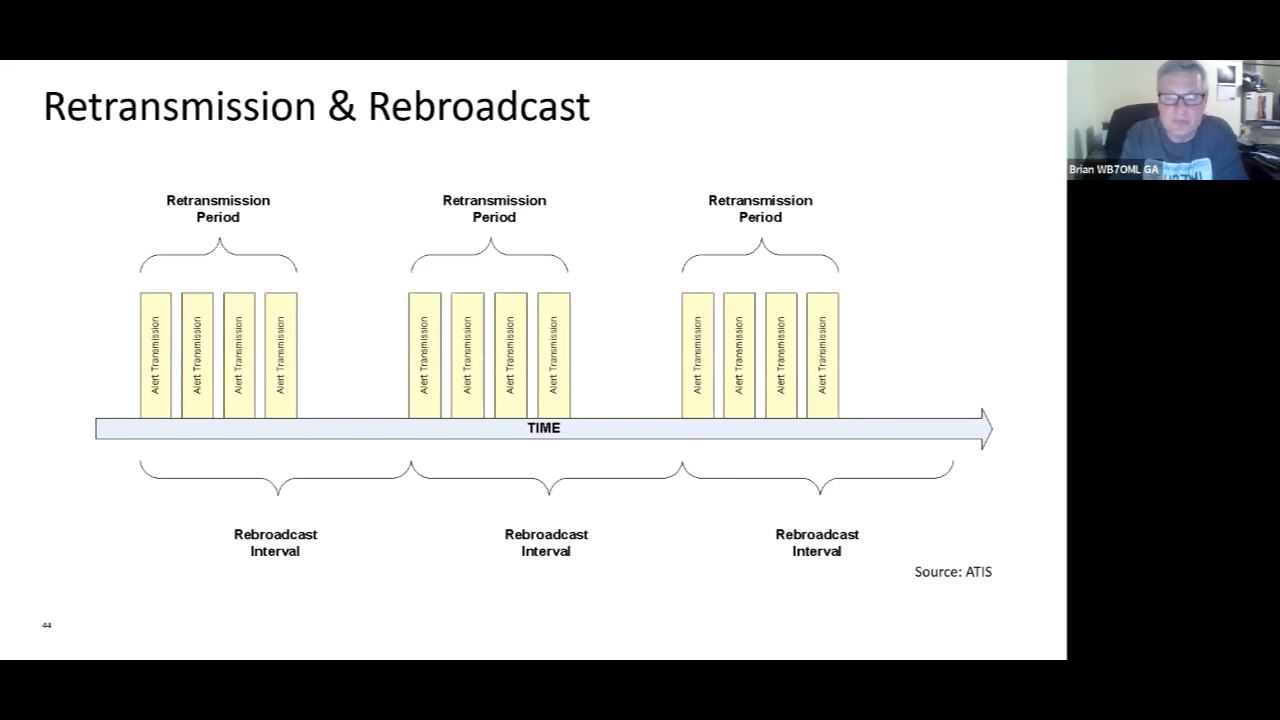 Retransmission & Rebroadcast
Brian WB7OML GA
Retransmission
Period
Retransmission
Period
Retransmission
Period
Alert Transmission
Alert Transmission
Alert Transmission
Alert Transmission
Alert Transmission
Alert Transmission
Alert Transmission
Alert Transmission
Alert Transmission
Alert Transmission
Alert Transmission
Alert Transmission
TIME
Rebroadcast
Interval
Rebroadcast
Interval
Rebroadcast
Interval
Source: ATIS
44